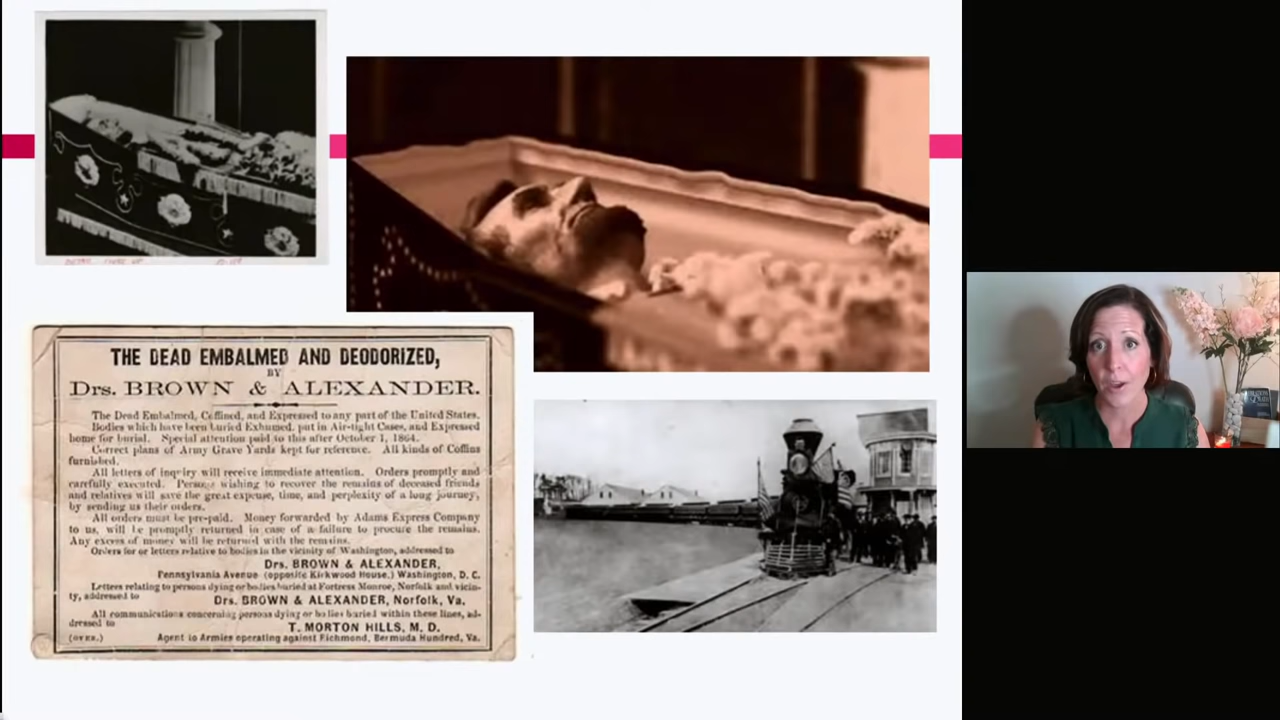 THE DEAD EMBALMED AND DEODORIZED,
BY
Drs. BROWN & ALEXANDER.
The Dead Embalmed, Coffined, and Expressed to any part of the United States.
Bodies which have been buried Exhumed, put in Air-tight Cases, and Expressed
home for burial. Special attention paid to this after October 1, 1864.
Correct plans of Army Grave Yards kept for reference. All kinds of Coffins
furnished.
All letters of inquiry will receive immediate attention. Orders promptly and
carefully executed. Persons wishing to recover the remains of deceased friends
and relatives will save the great expense, time, and perplexity of a long journey,
by sending us their orders.
All orders must be pre-paid. Money forwarded by Adams Express Company
to us, will be promptly returned in case of a failure to procure the remains.
Any excess of money will be returned with the remains.
Orders for or letters relative to bodies in the vicinity of Washington, addressed to
Drs. BROWN & ALEXANDER,
Pennsylvania Avenue (opposite Kirkwood House,) Washington, D. C.
Letters relating to persons dying or bodies buried at Fortress Monroe, Norfolk and vicin-
ty, addressed to Drs. BROWN & ALEXANDER, Norfolk, Va,
All communications concerning persons dying or bodies buried within these lines, ad-
dressed to T. MORTON HILLS, M. D.
(OVER.) Agent to Armies operating against Richmond, Bermuda Hundred, Va.